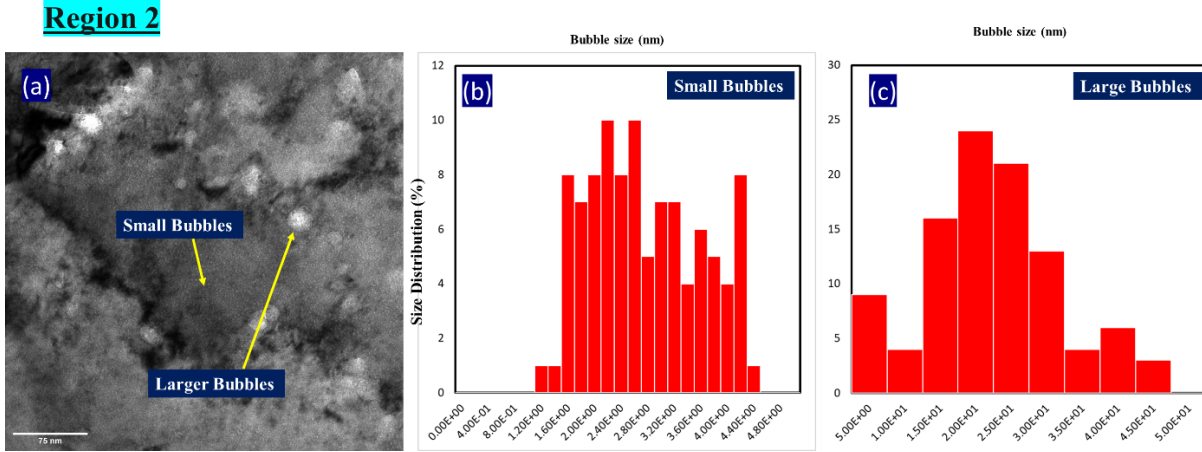 Region 2
(a)
Small Bubbles
Larger Bubbles
75 nm
Bubble size (nm)
(b)
Small Bubbles
Size Distribution (%)
12
10
8
6
4
2
0
0.00E+00
4.00E-01
8.00E-01
1.20E+00
1.60E+00
2.00E+00
2.40E+00
2.80E+00
3.20E+00
3.60E+00
4.00E+00
4.40E+00
4.80E+00
Bubble size (nm)
(c)
Large Bubbles
30
25
20
15
10
5
0
5.00E+00
1.00E+01
1.50E+01
2.00E+01
2.50E+01
3.00E+01
3.50E+01
4.00E+01
4.50E+01
5.00E+01